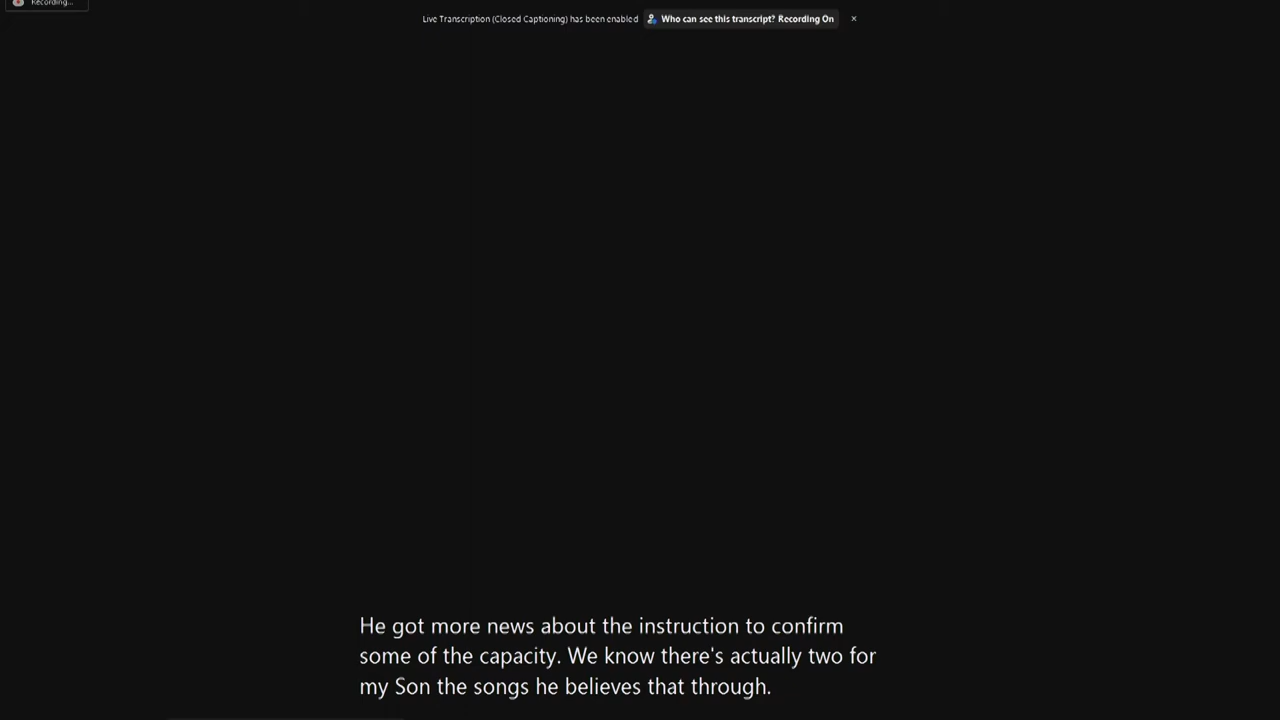 Recording...
Live Transcription (Closed Captioning) has been enabled Who can see this transcript? Recording On ×
He got more news about the instruction to confirm
some of the capacity. We know there's actually two for
my Son the songs he believes that through.